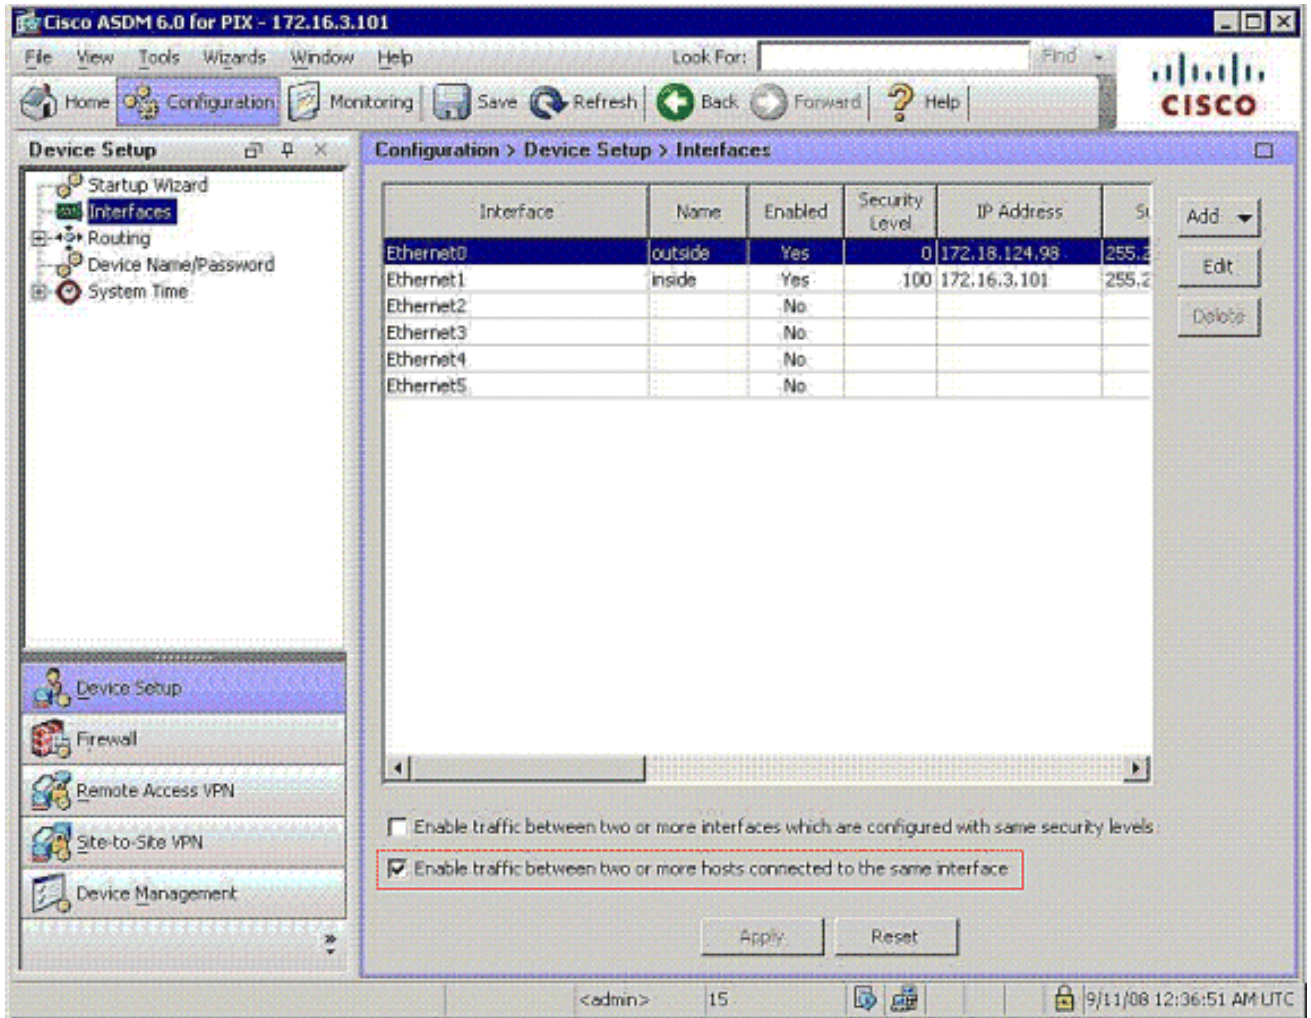 Cisco ASDM 6.0 for PIX - 172.16.3.101
File View Tools Wizards Window Help Look For: Find
Home Configuration Monitoring Save Refresh Back Forward Help
CISCO
Device Setup
Startup Wizard
Interfaces
Routing
Device Name/Password
System Time
Device Setup
Firewall
Remote Access VPN
Site-to-Site VPN
Device Management
Configuration > Device Setup > Interfaces
Interface Name Enabled Security Level IP Address
Ethernet0 outside Yes 0 172.18.124.98 255.2
Ethernet1 inside Yes 100 172.16.3.101 255.2
Ethernet2 No
Ethernet3 No
Ethernet4 No
Ethernet5 No
Add
Edit
Delete
Enable traffic between two or more interfaces which are configured with same security levels
Enable traffic between two or more hosts connected to the same interface
Apply Reset
<admin> 15 9/11/08 12:36:51 AM UTC